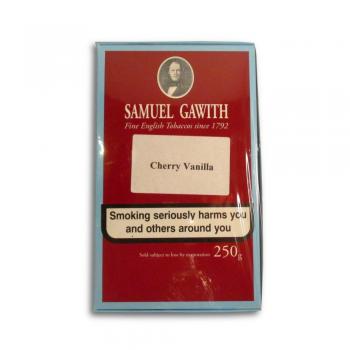 SAMUEL GAWITH
Fine English Tobaccos since 1792
Cherry Vanilla
Smoking seriously harms you
and others around you
Sold subject to loss by evaporation 250g